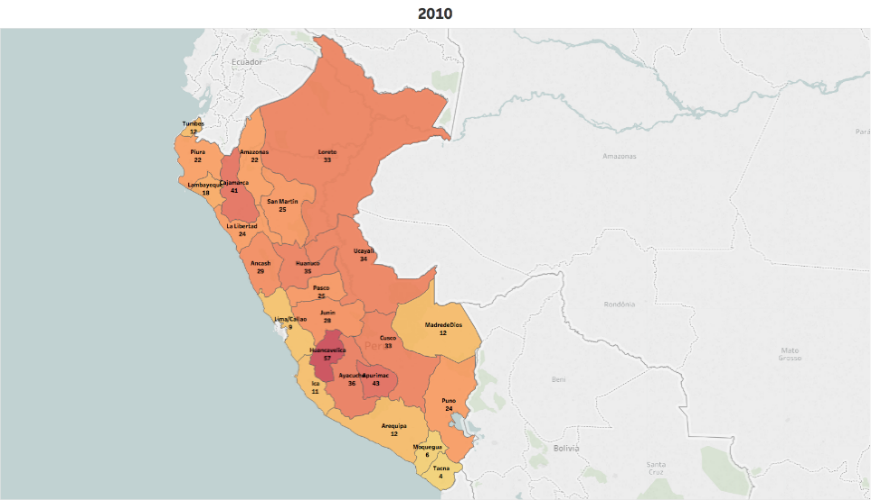 2010
Ecuador
Tumbes
12
Piura
22
Amazonas
22
Loreto
33
Lambayeque
18
Cajamarca
41
San Martin
25
La Libertad
24
Ancash
29
Huanuco
35
Ucayali
34
Pasco
25
Lima/Callao
9
Junin
28
MadredeDios
12
Cusco
33
Huancavelica
57
Ayacucho
36
Apurimac
43
Ica
11
Puno
24
Arequipa
12
Moquegua
6
Tacna
4
Amazonas
Rondônia
Mato
Grosso
Beni
Bolivia
Santa
Cruz